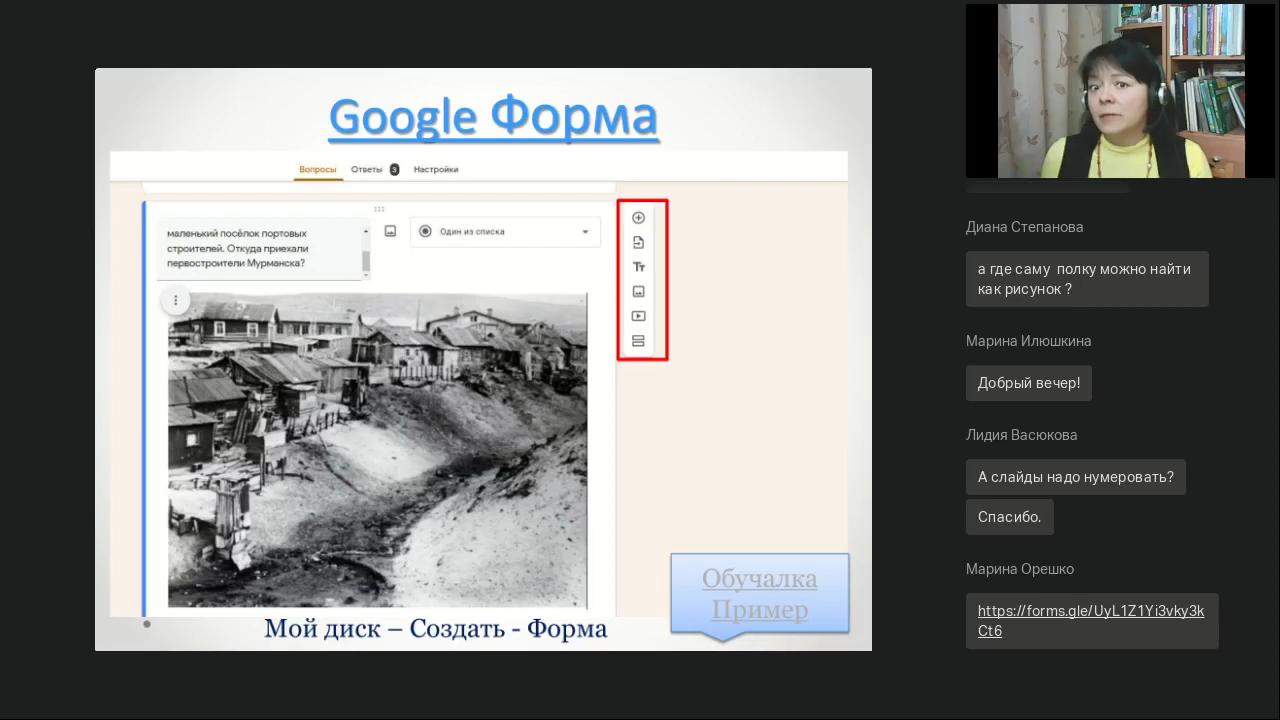 Google Форма
Вопросы Ответы 3 Настройки
маленький посёлок портовых
строителей. Откуда приехали
первостроители Мурманска?
Один из списка
Тт
Обучалка
Пример
Мой диск – Создать - Форма
Диана Степанова
а где саму полку можно найти
как рисунок ?
Марина Илюшкина
Добрый вечер!
Лидия Васюкова
А слайды надо нумеровать?
Спасибо.
Марина Орешко
https://forms.gle/UyL1Z1Yi3vky3k
Ct6